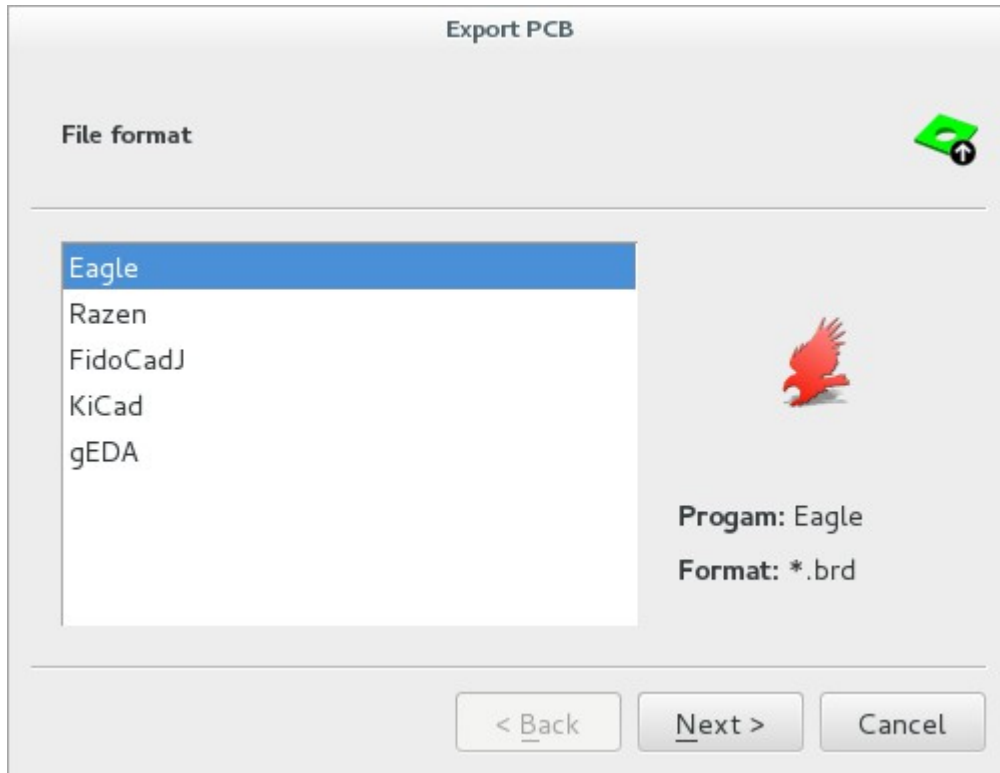 Export PCB
File format
Eagle
Razen
FidoCadJ
KiCad
gEDA
Progam: Eagle
Format: *.brd
< Back
Next >
Cancel